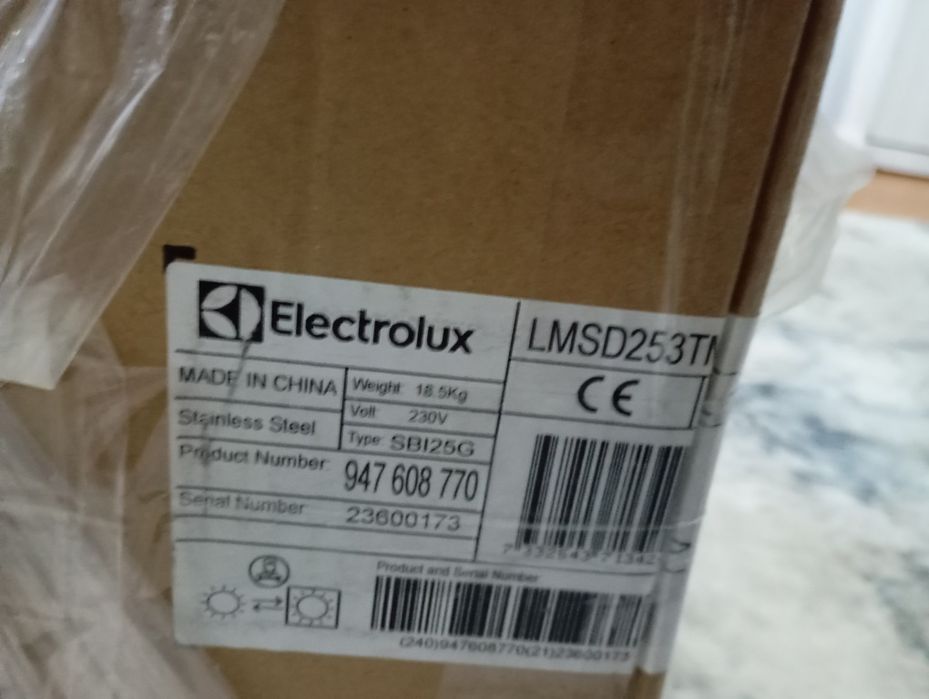 Electrolux
LMSD253T
MADE IN CHINA
Weight: 18.5Kg
Volt: 230V
Stainless Steel
Type: SBI25G
Product Number:
947 608 770
Serial Number
23600173
Product and Serial Number
(240)947608770(21)23600173